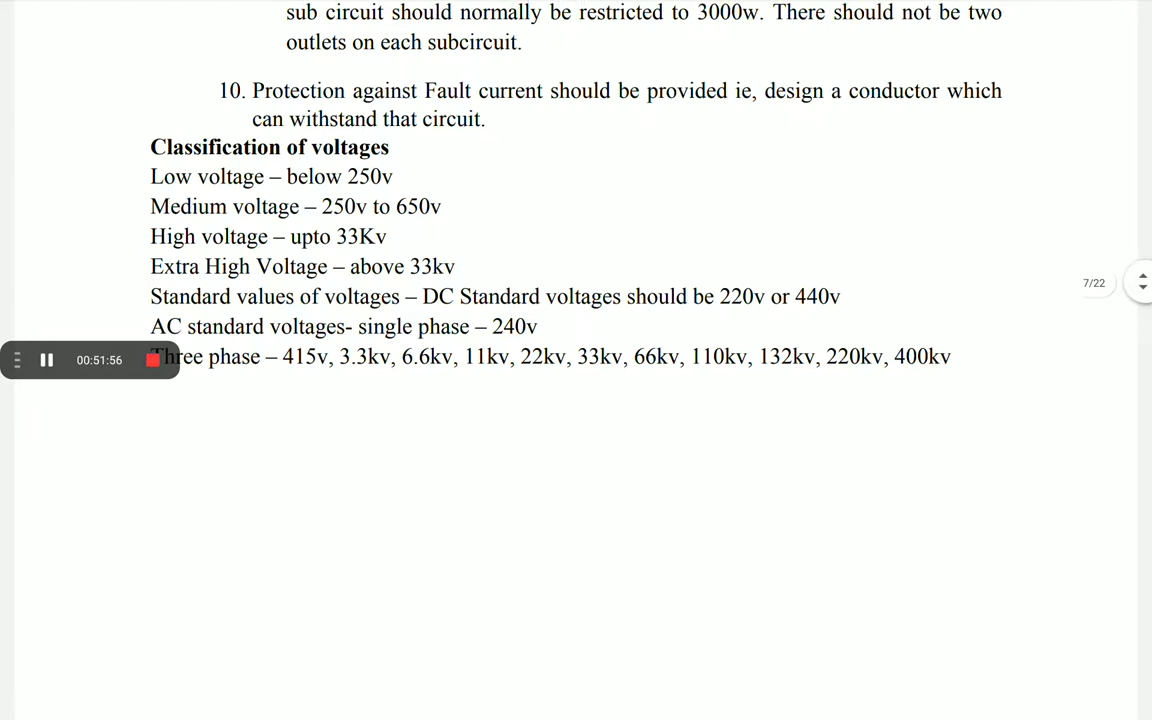 sub circuit should normally be restricted to 3000w. There should not be two
outlets on each subcircuit.
10. Protection against Fault current should be provided ie, design a conductor which
can withstand that circuit.
Classification of voltages
Low voltage – below 250v
Medium voltage – 250v to 650v
High voltage – upto 33Kv
Extra High Voltage – above 33kv
7/22
Standard values of voltages – DC Standard voltages should be 220v or 440v
AC standard voltages- single phase – 240v
00:51:56
Three phase – 415v, 3.3kv, 6.6kv, 11kv, 22kv, 33kv, 66kv, 110kv, 132kv, 220kv, 400kv